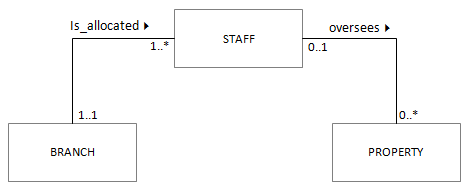 Is_allocated ▶
STAFF
oversees ▶
1..*
0..1
1..1
0..*
BRANCH
PROPERTY